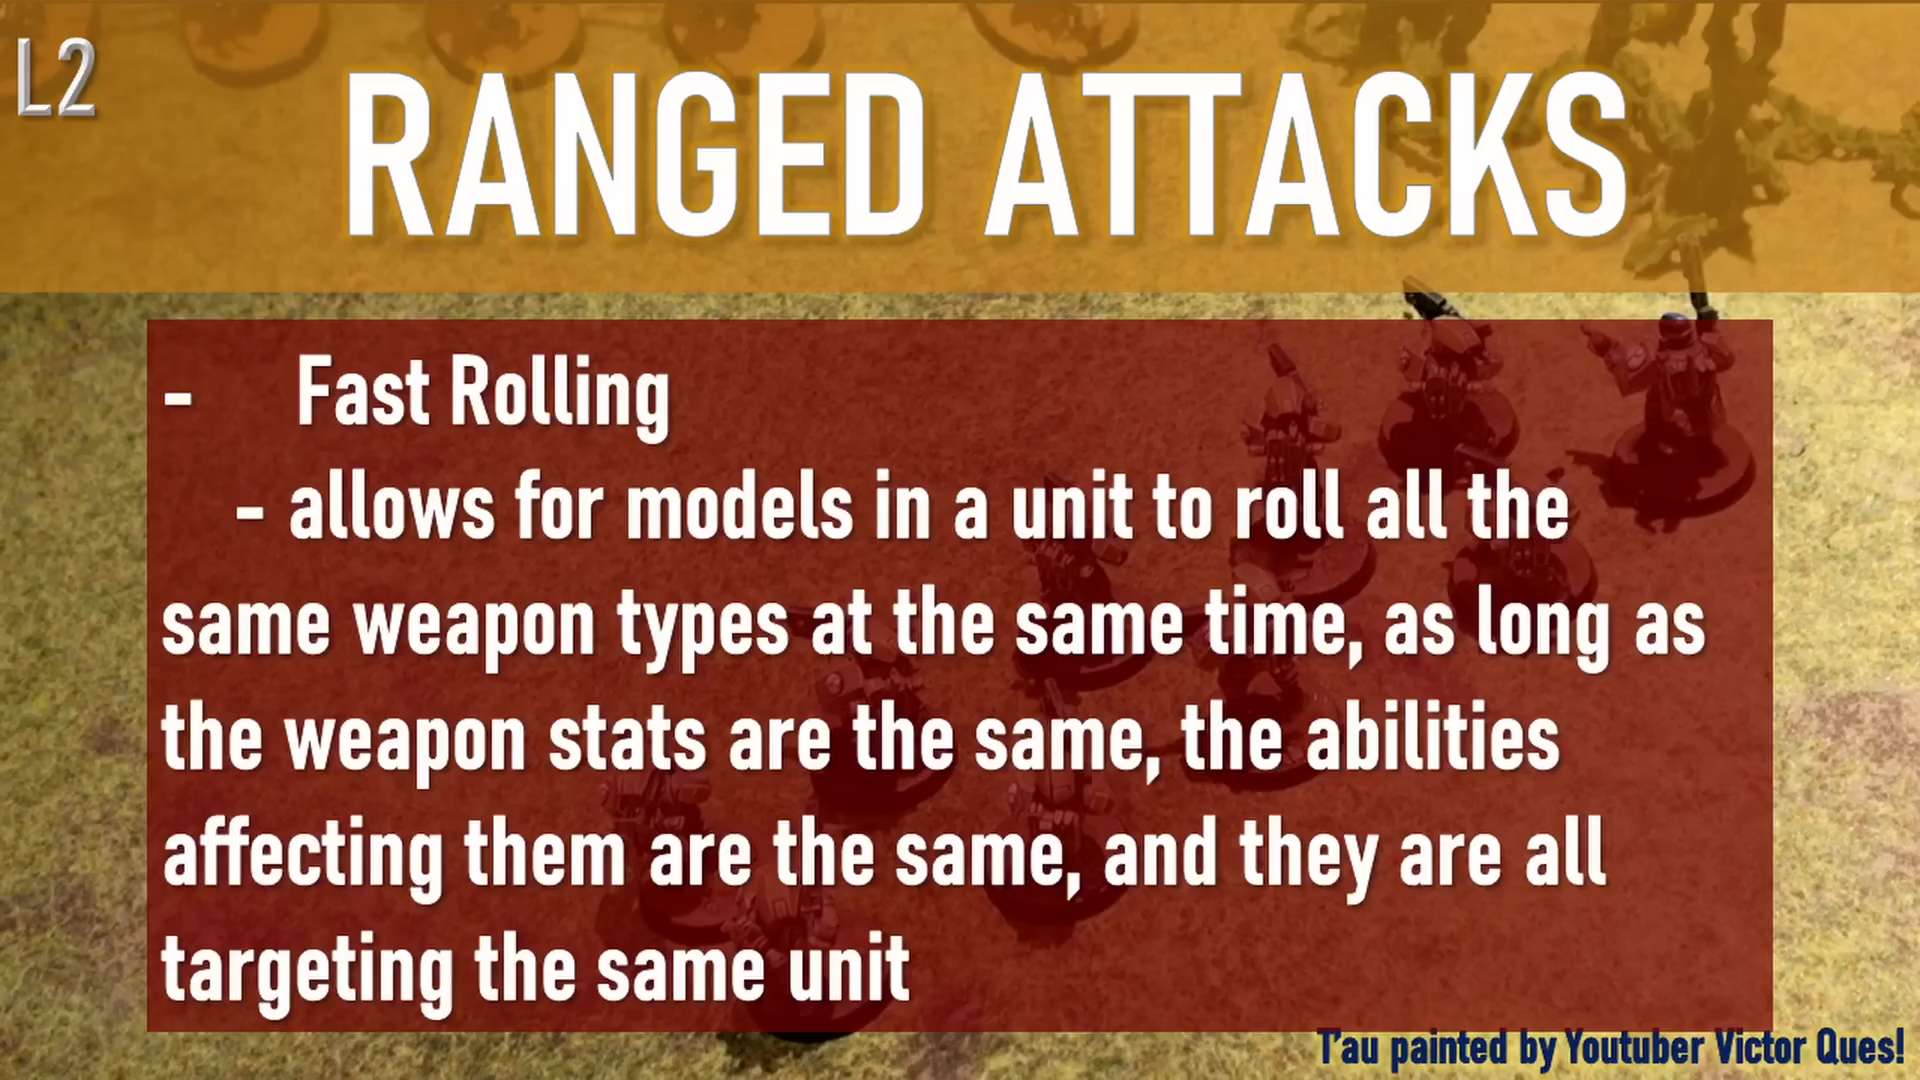 L2
RANGED ATTACKS
- Fast Rolling
- allows for models in a unit to roll all the
same weapon types at the same time, as long as
the weapon stats are the same, the abilities
affecting them are the same, and they are all
targeting the same unit
T'au painted by Youtuber Victor Ques!